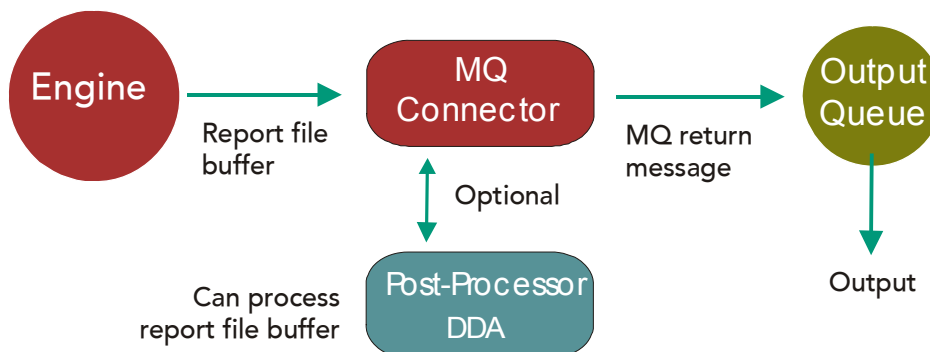 Engine
Report file
buffer
MQ
Connector
MQ return
message
Output
Queue
Optional
Can process
report file buffer
Post-Processor
DDA
Output